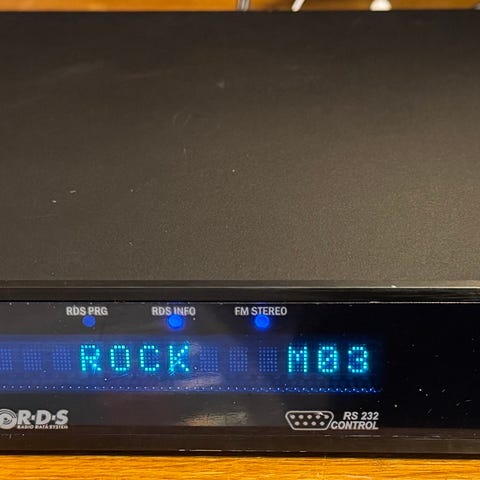 RDS PRG RDS INFO FM STEREO
ROCK M03
R·D·S
RADIO DATA SYSTEM
RS 232
CONTROL